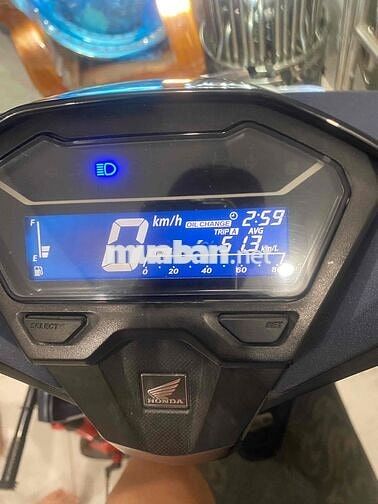 F
E
0 km/h
OIL CHANGE 2:59
TRIP A AVG
51.3 km/L
0 20 40 60 80
muaban.net
SELECT
SET
HONDA